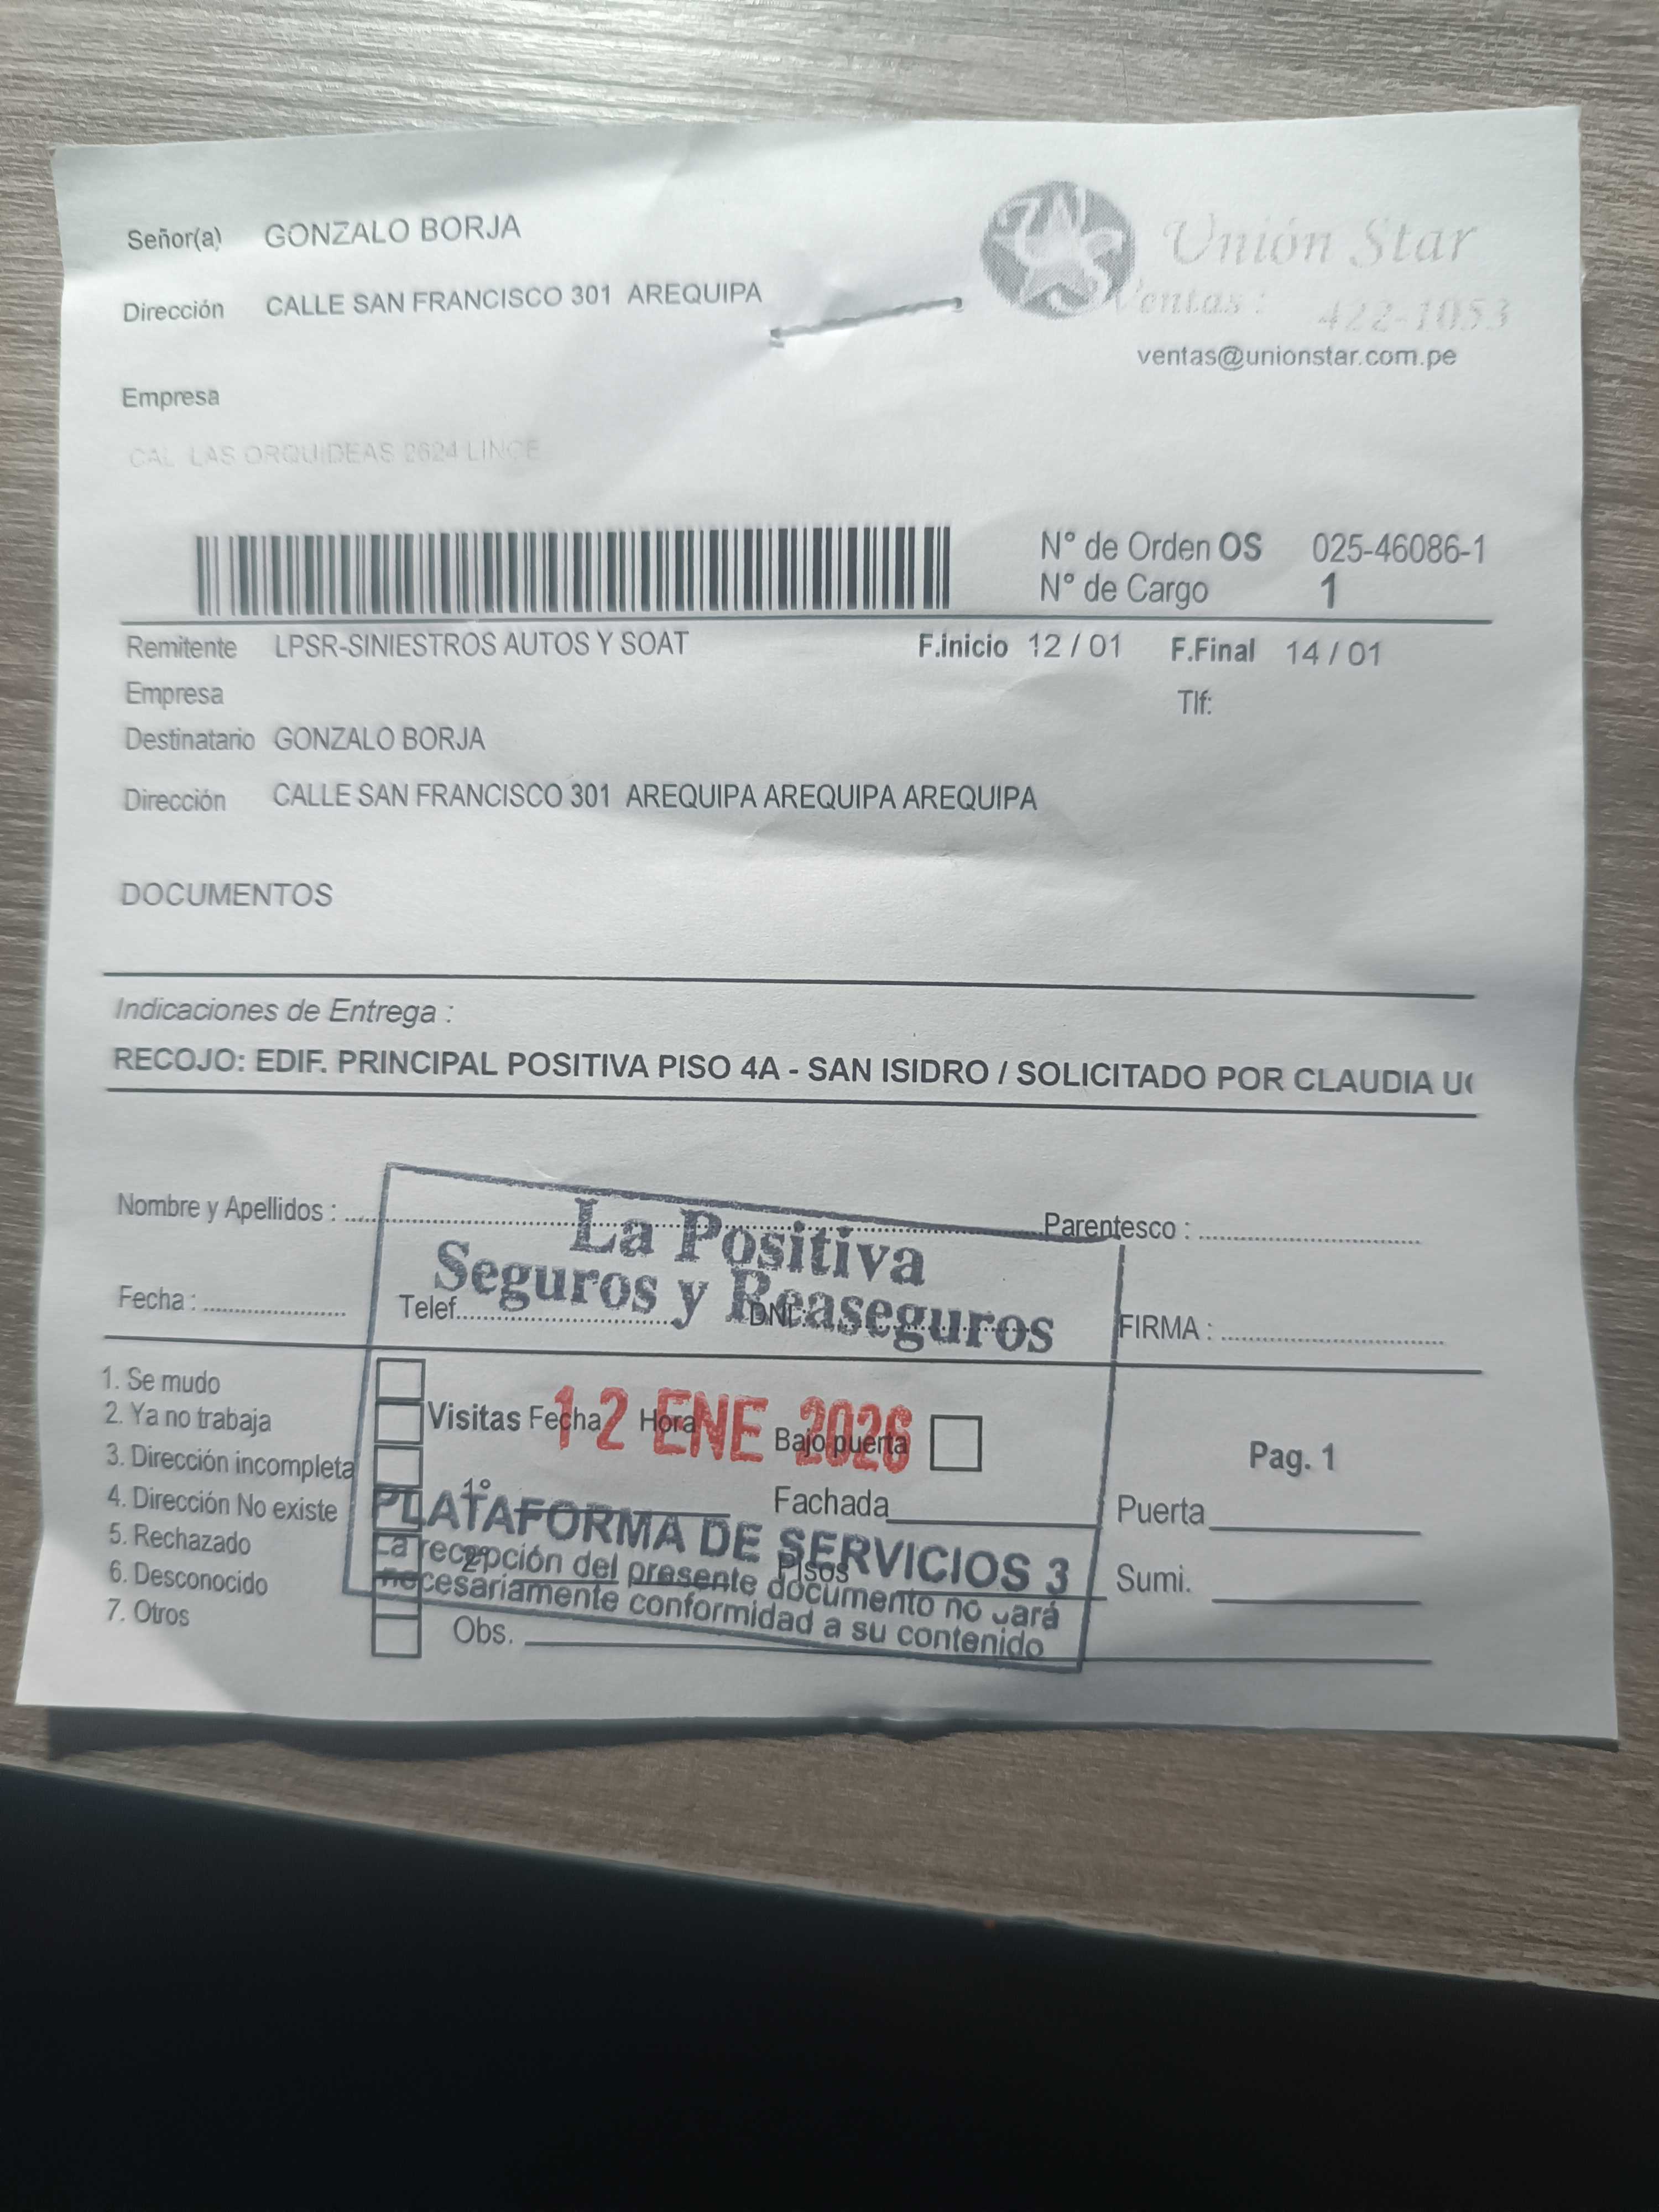 Señor(a) GONZALO BORJA
Unión Star
Dirección CALLE SAN FRANCISCO 301 AREQUIPA
Ventas : 422-1053
ventas@unionstar.com.pe
Empresa
CAL LAS ORQUIDEAS 2624 LINCE
N° de Orden OS 025-46086-1
N° de Cargo 1
Remitente LPSR-SINIESTROS AUTOS Y SOAT F.Inicio 12 / 01 F.Final 14 / 01
Empresa Tlf:
Destinatario GONZALO BORJA
Dirección CALLE SAN FRANCISCO 301 AREQUIPA AREQUIPA AREQUIPA
DOCUMENTOS
Indicaciones de Entrega :
RECOJO: EDIF. PRINCIPAL POSITIVA PISO 4A - SAN ISIDRO / SOLICITADO POR CLAUDIA
Nombre y Apellidos : Parentesco :
La Positiva
Seguros y Reaseguros
Fecha : Telef. DNI: FIRMA :
1. Se mudo
2. Ya no trabaja
3. Dirección incompleta
4. Dirección No existe
5. Rechazado
6. Desconocido
7. Otros
Visitas Fecha Hora Bajo puerta
12 ENE 2026
Pag. 1
1° Fachada Puerta
PLATAFORMA DE SERVICIOS 3
2° Pisos Sumi.
La recepción del presente documento no dará
necesariamente conformidad a su contenido
Obs.